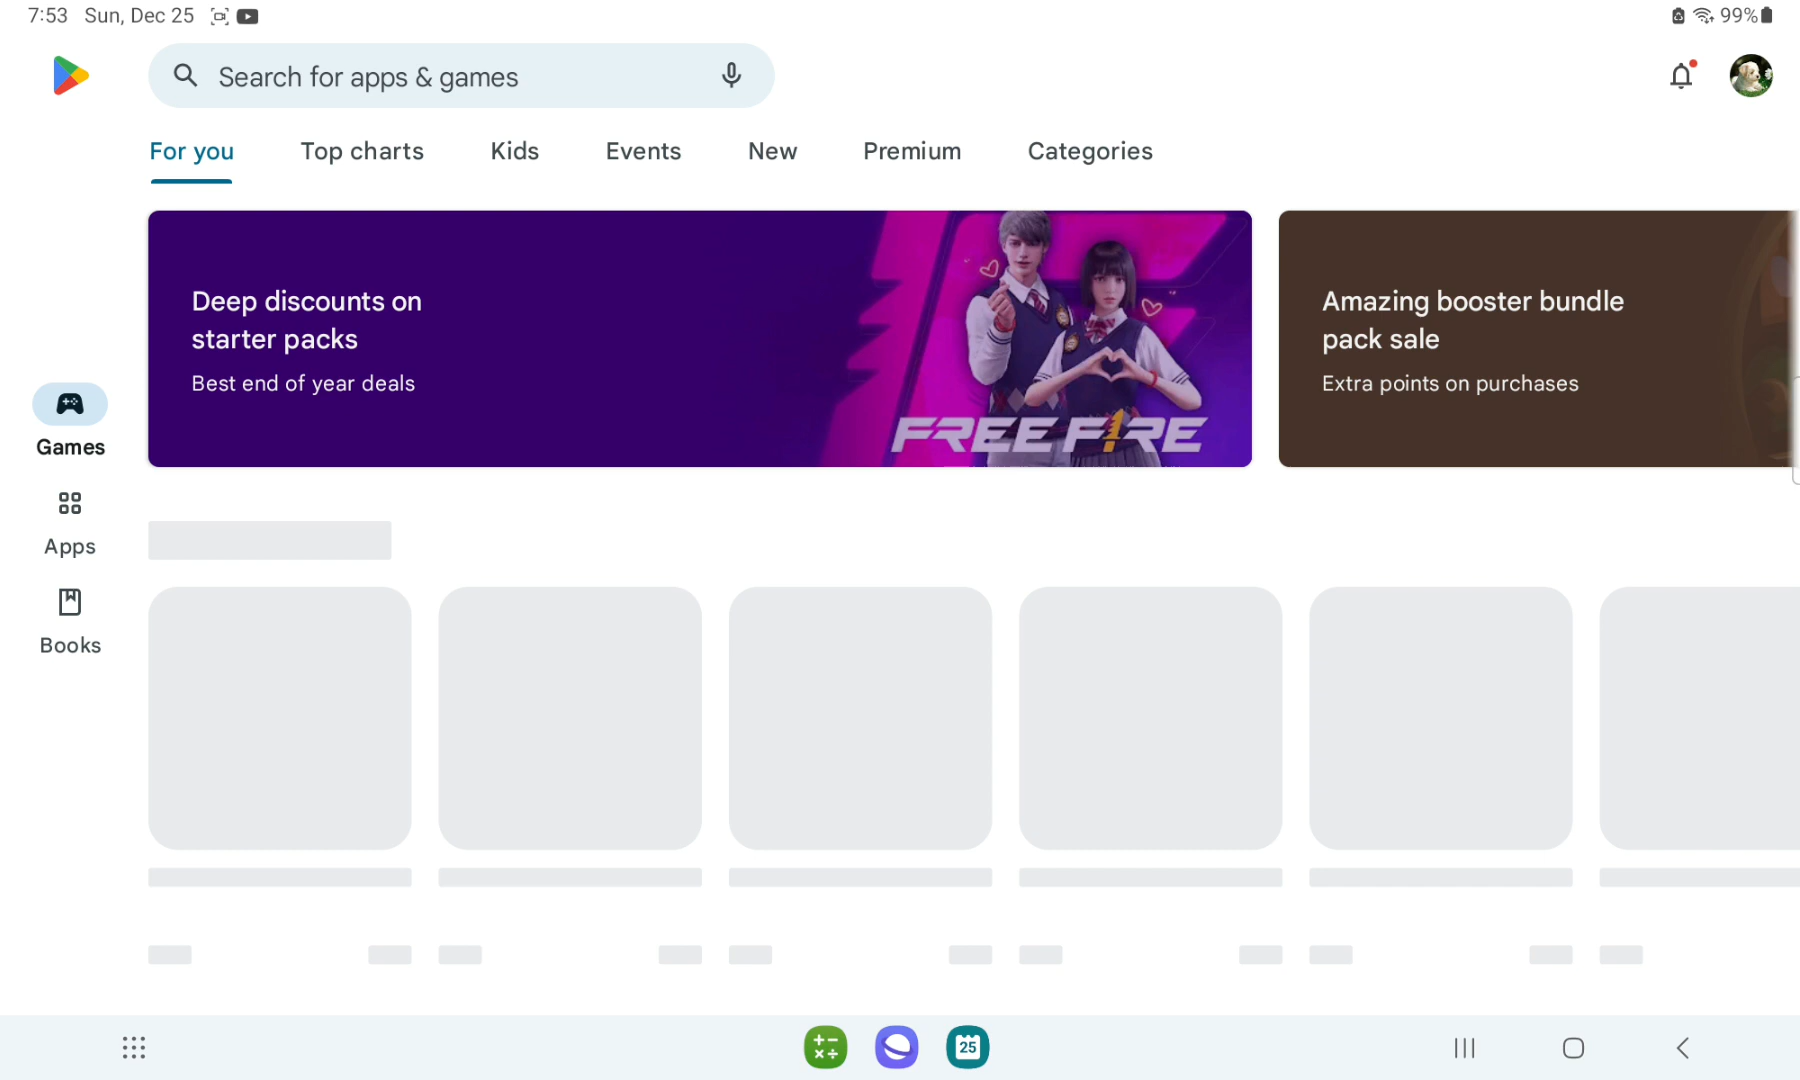 7:53 Sun, Dec 25
99%
Search for apps & games
For you
Top charts
Kids
Events
New
Premium
Categories
Deep discounts on
starter packs
Best end of year deals
FREE FIRE
Amazing booster bundle
pack sale
Extra points on purchases
Games
Apps
Books
25